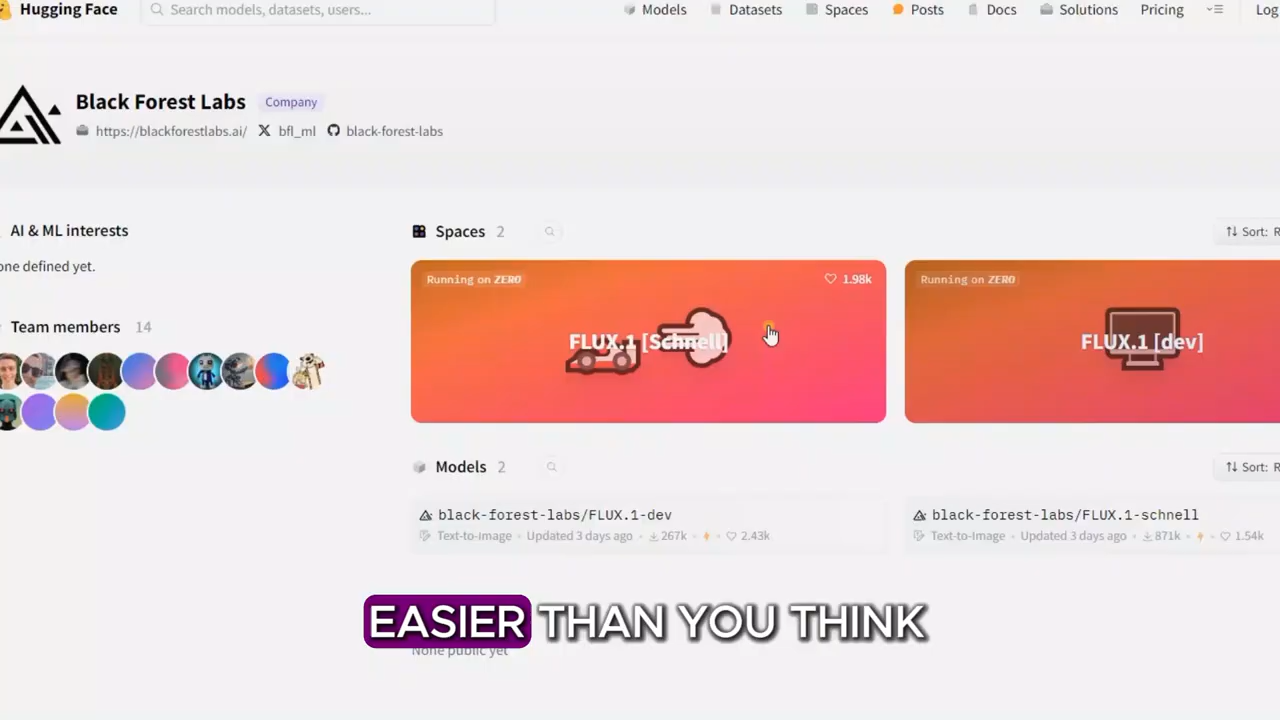 Hugging Face
Search models, datasets, users...
Models
Datasets
Spaces
Posts
Docs
Solutions
Pricing
Log
Black Forest Labs
Company
https://blackforestlabs.ai/
bfl_ml
black-forest-labs
AI & ML interests
one defined yet.
Team members 14
Spaces 2
Sort: R
Running on ZERO
1.98k
FLUX.1 [Schnell]
Running on ZERO
FLUX.1 [dev]
Models 2
Sort: R
black-forest-labs/FLUX.1-dev
Text-to-Image • Updated 3 days ago • 267k • 2.43k
black-forest-labs/FLUX.1-schnell
Text-to-Image • Updated 3 days ago • 871k • 1.54k
EASIER THAN YOU THINK
None public yet